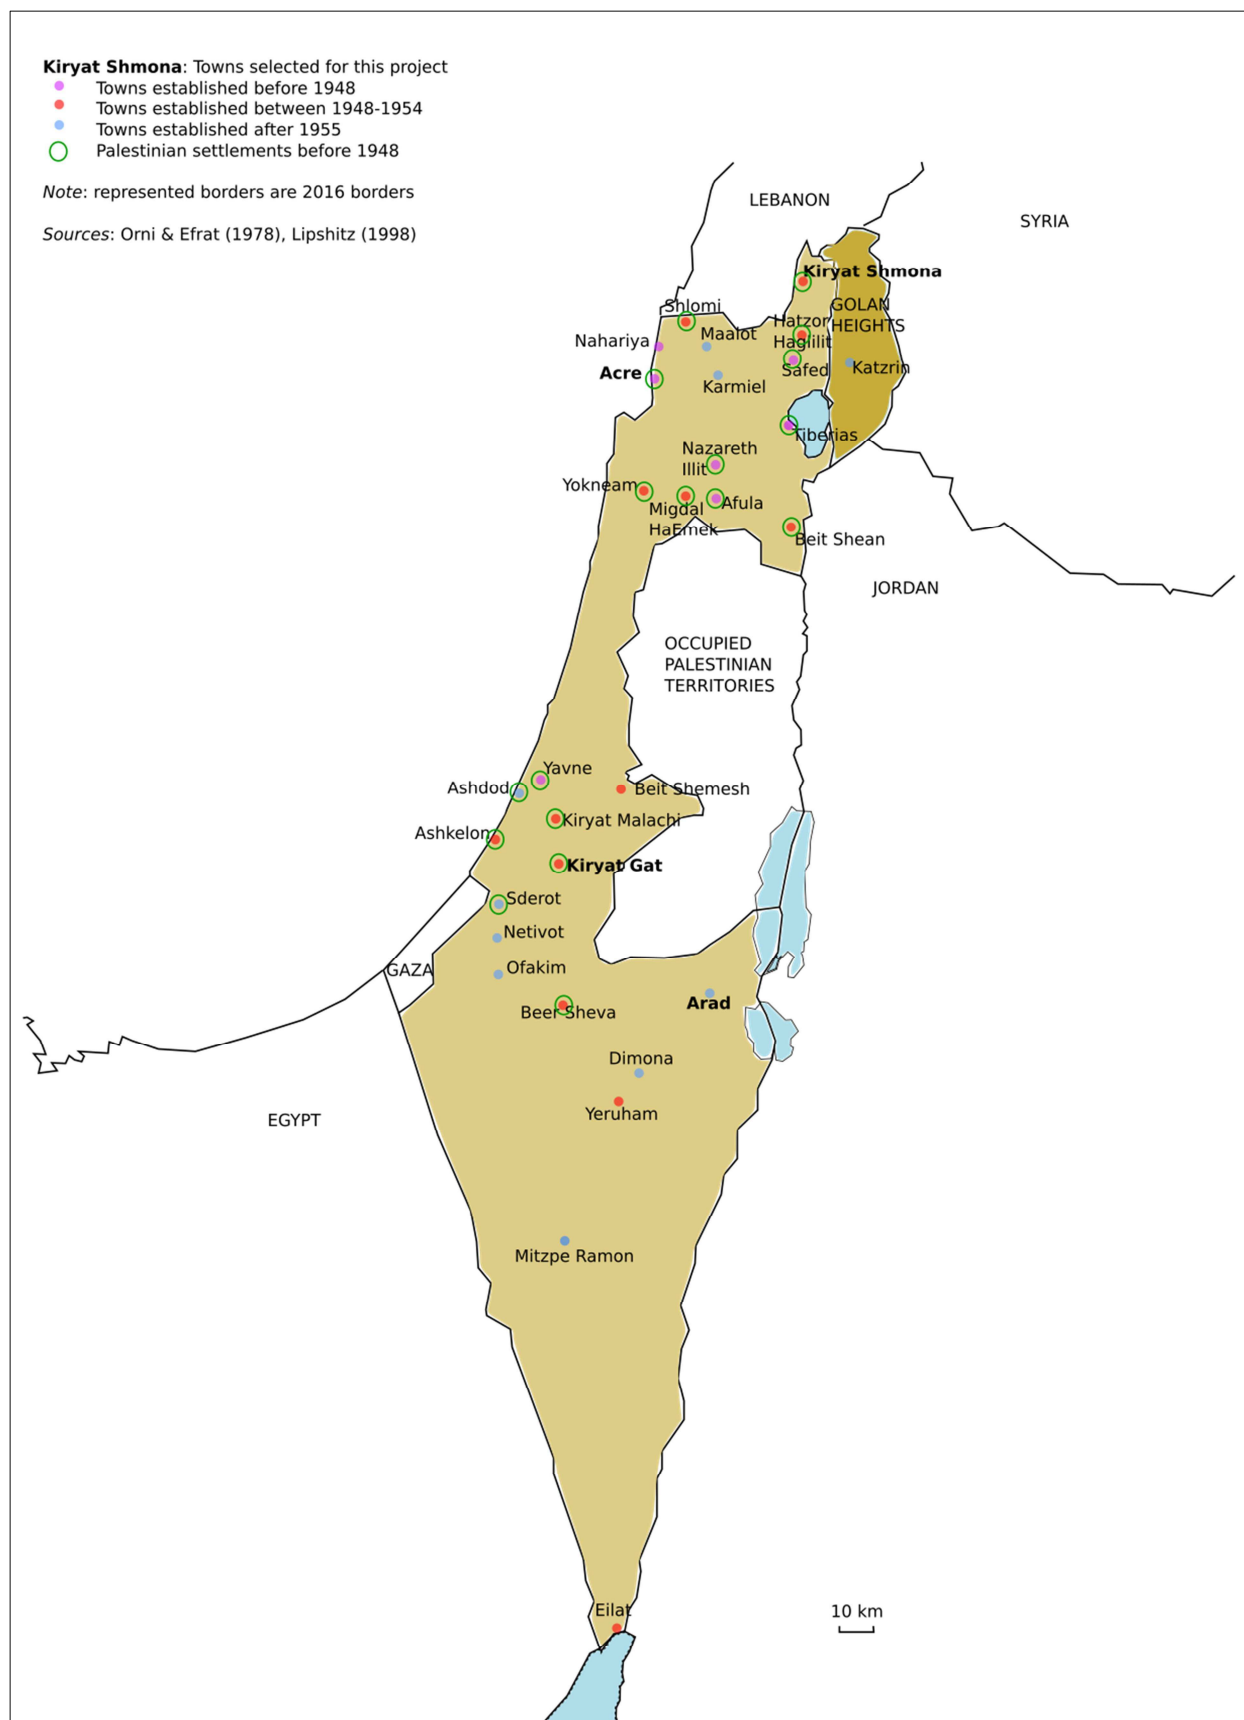 Kiryat Shmona: Towns selected for this project
Towns established before 1948
Towns established between 1948-1954
Towns established after 1955
Palestinian settlements before 1948
Note: represented borders are 2016 borders
Sources: Orni & Efrat (1978), Lipshitz (1998)
LEBANON
SYRIA
Kiryat Shmona
GOLAN
HEIGHTS
Shlomi
Hatzor
Haglilit
Nahariya
Maalot
Safed
Katzrin
Acre
Karmiel
Tiberias
Nazareth
Illit
Yokneam
Migdal
HaEmek
Afula
Beit Shean
JORDAN
OCCUPIED
PALESTINIAN
TERRITORIES
Yavne
Ashdod
Beit Shemesh
Kiryat Malachi
Ashkelon
Kiryat Gat
Sderot
Netivot
Ofakim
GAZA
Beer Sheva
Arad
Dimona
Yeruham
EGYPT
Mitzpe Ramon
Eilat
10 km